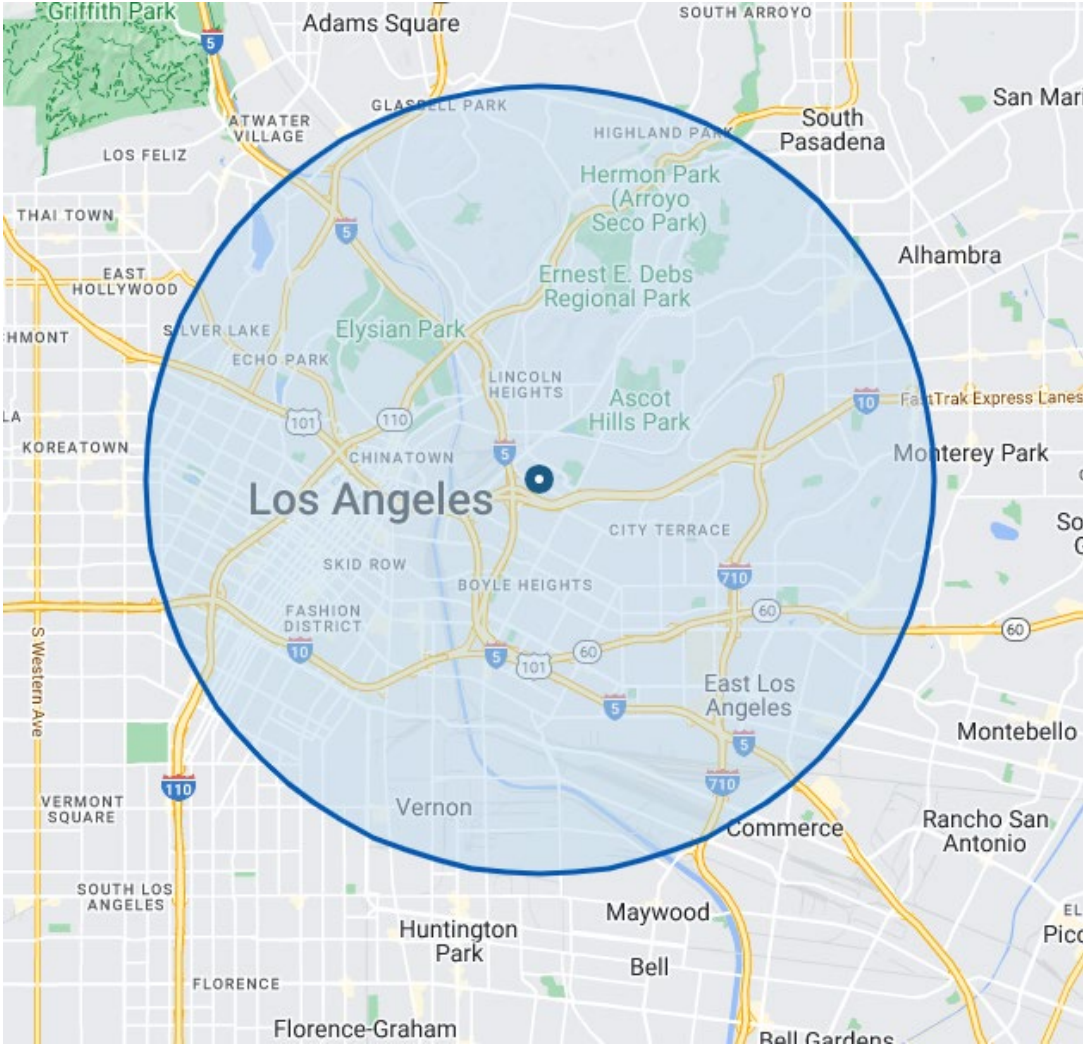 Griffith Park
Adams Square
SOUTH ARROYO
5
GLASSELL PARK
San Mari
ATWATER
VILLAGE
HIGHLAND PARK
South
Pasadena
LOS FELIZ
Hermon Park
(Arroyo
Seco Park)
THAI TOWN
5
Alhambra
EAST
HOLLYWOOD
Ernest E. Debs
Regional Park
SILVER LAKE
Elysian Park
CHMONT
ECHO PARK
LINCOLN
HEIGHTS
Ascot
Hills Park
10
FasTrak Express Lanes
LA
101
110
KOREATOWN
CHINATOWN
5
Monterey Park
Los Angeles
CITY TERRACE
So
G
SKID ROW
BOYLE HEIGHTS
710
FASHION
DISTRICT
60
60
10
5
101
60
S Western Ave
East Los
Angeles
5
5
Montebello
110
710
VERMONT
SQUARE
Vernon
Commerce
Rancho San
Antonio
SOUTH LOS
ANGELES
Maywood
EL
Pico
Huntington
Park
Bell
FLORENCE
Florence-Graham
Bell Gardens